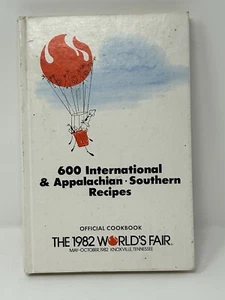 600 International
& Appalachian · Southern
Recipes
OFFICIAL COOKBOOK
THE 1982 WORLD'S FAIR
MAY-OCTOBER, 1982 KNOXVILLE, TENNESSEE